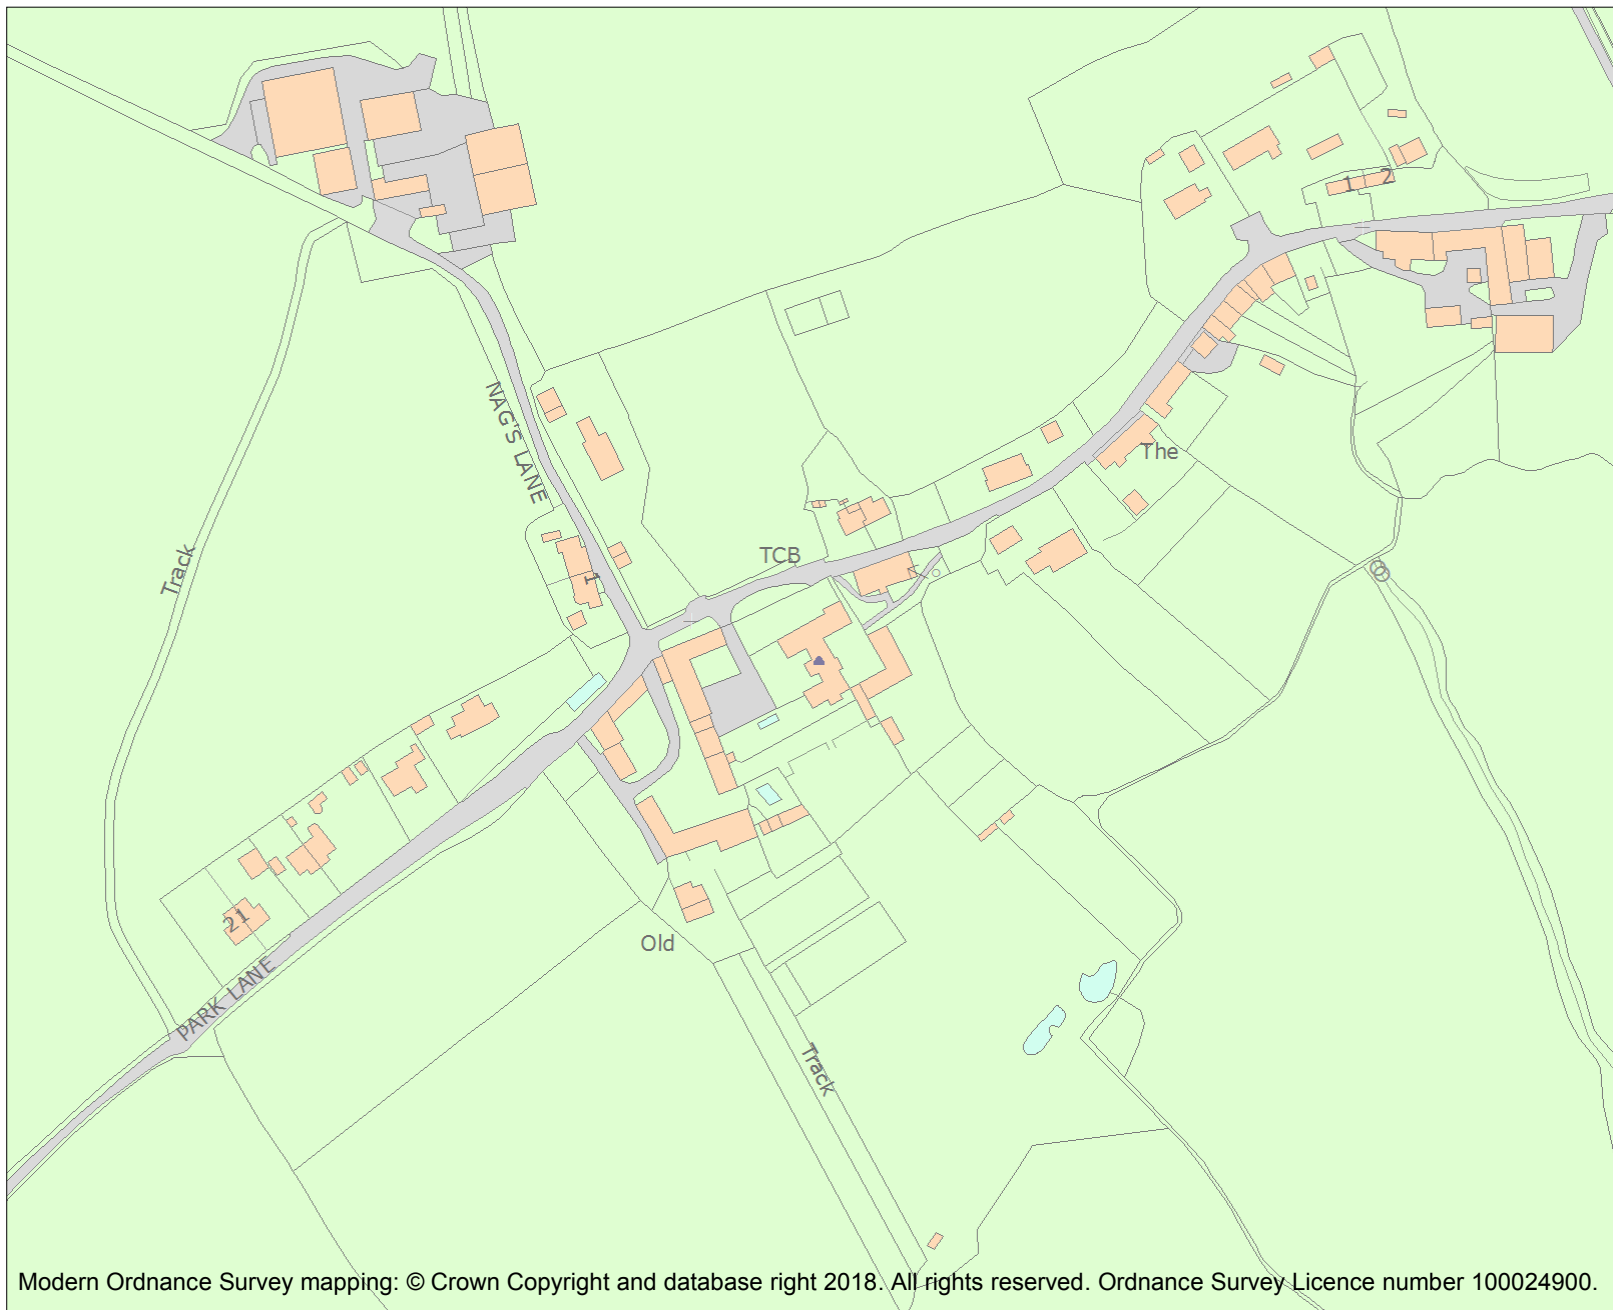 1 2
NAG'S LANE
The
Track
TCB
1
21
Old
PARK LANE
Track
Modern Ordnance Survey mapping: © Crown Copyright and database right 2018. All rights reserved. Ordnance Survey Licence number 100024900.